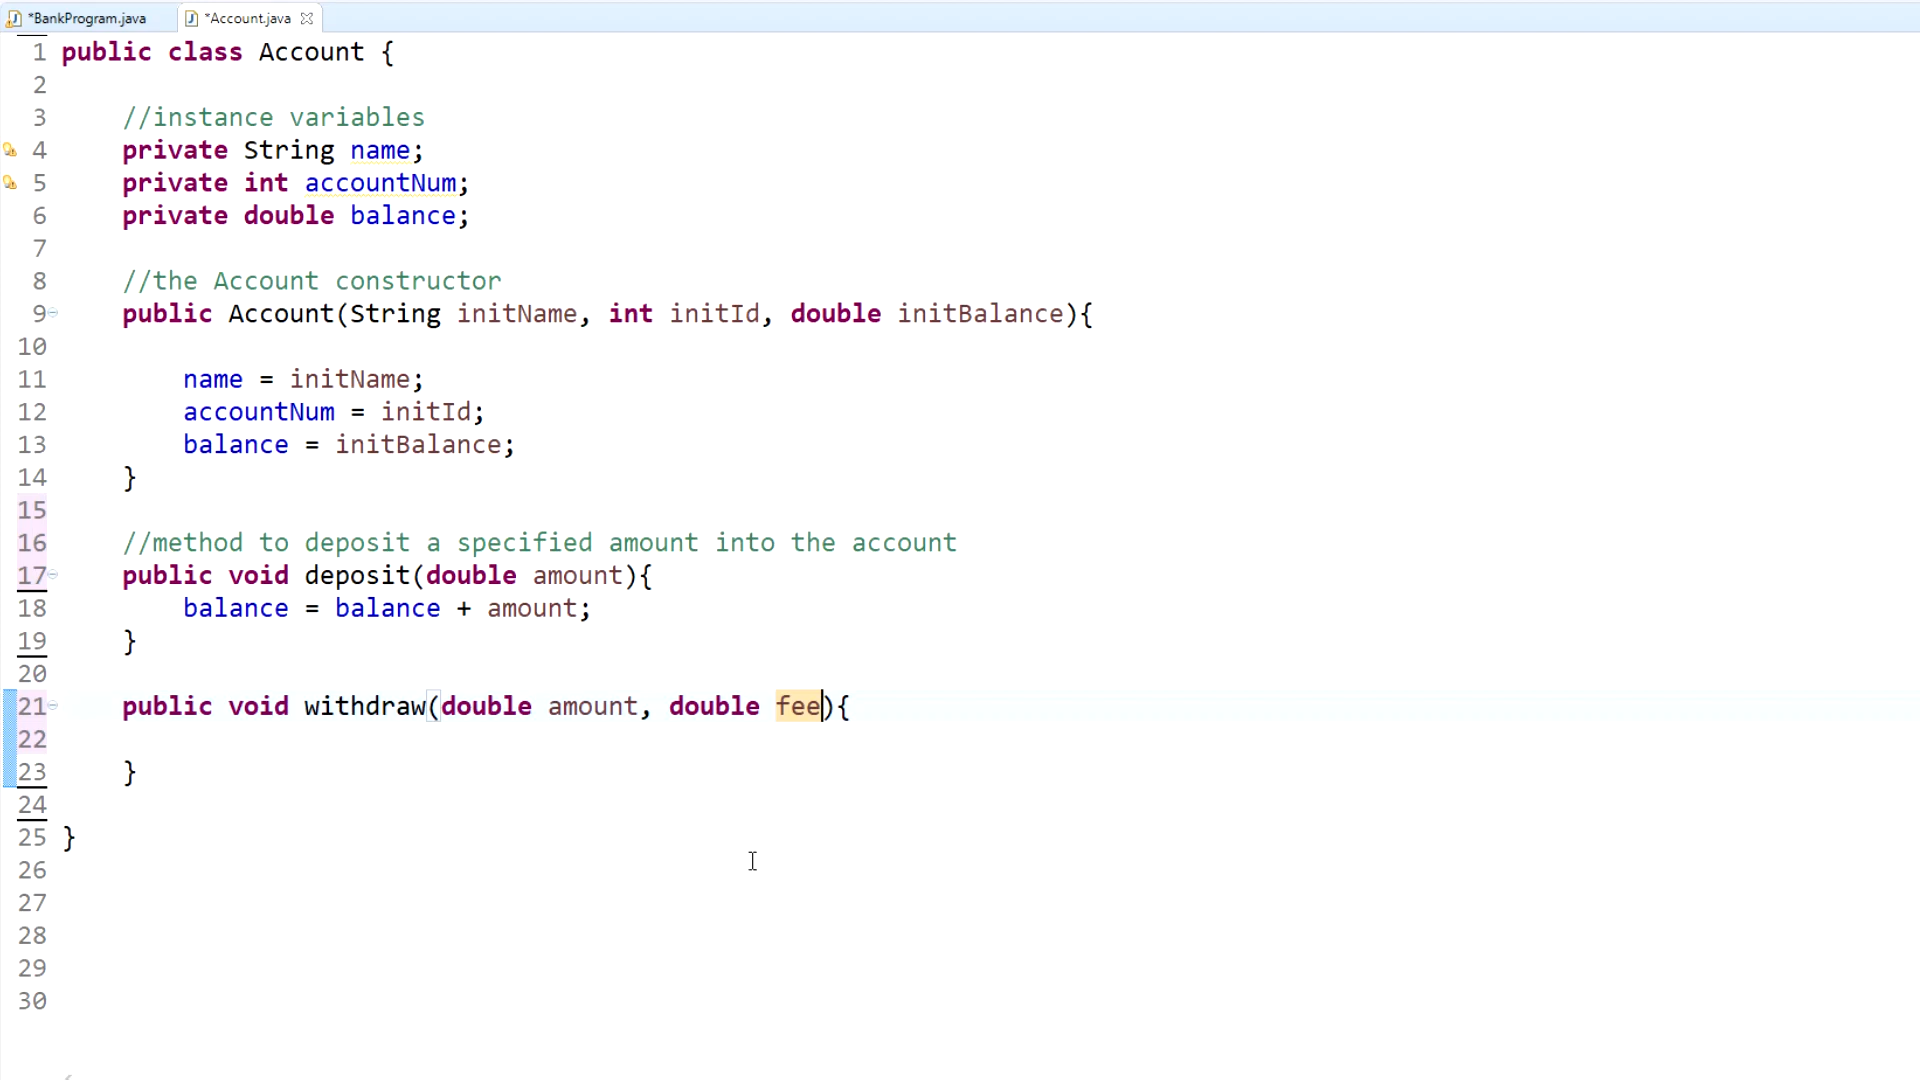 *BankProgram.java *Account.java
1 public class Account {
2
3 //instance variables
4 private String name;
5 private int accountNum;
6 private double balance;
7
8 //the Account constructor
9 public Account(String initName, int initId, double initBalance){
10
11 name = initName;
12 accountNum = initId;
13 balance = initBalance;
14 }
15
16 //method to deposit a specified amount into the account
17 public void deposit(double amount){
18 balance = balance + amount;
19 }
20
21 public void withdraw(double amount, double fee){
22
23 }
24
25 }
26
27
28
29
30